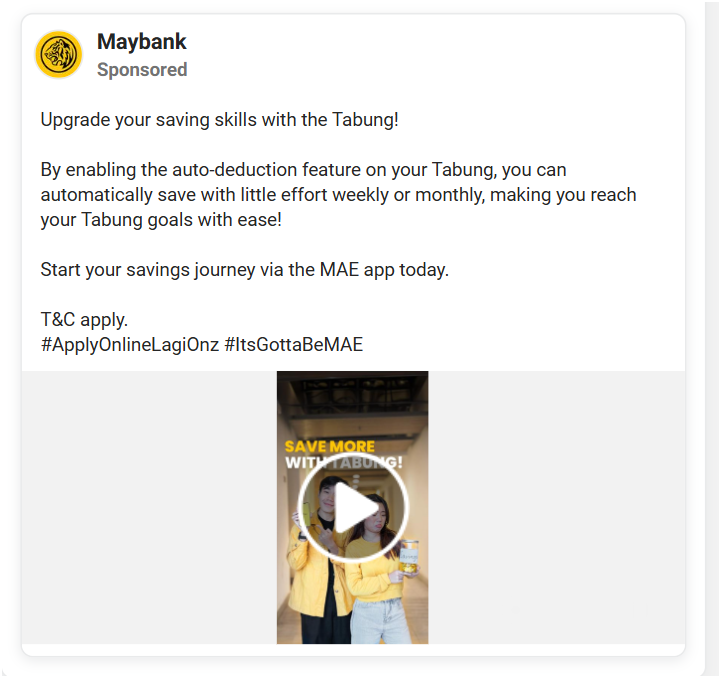 Maybank
Sponsored
Upgrade your saving skills with the Tabung!
By enabling the auto-deduction feature on your Tabung, you can
automatically save with little effort weekly or monthly, making you reach
your Tabung goals with ease!
Start your savings journey via the MAE app today.
T&C apply.
#ApplyOnlineLagiOnz #ItsGottaBeMAE
SAVE MORE
WITH TABUNG!